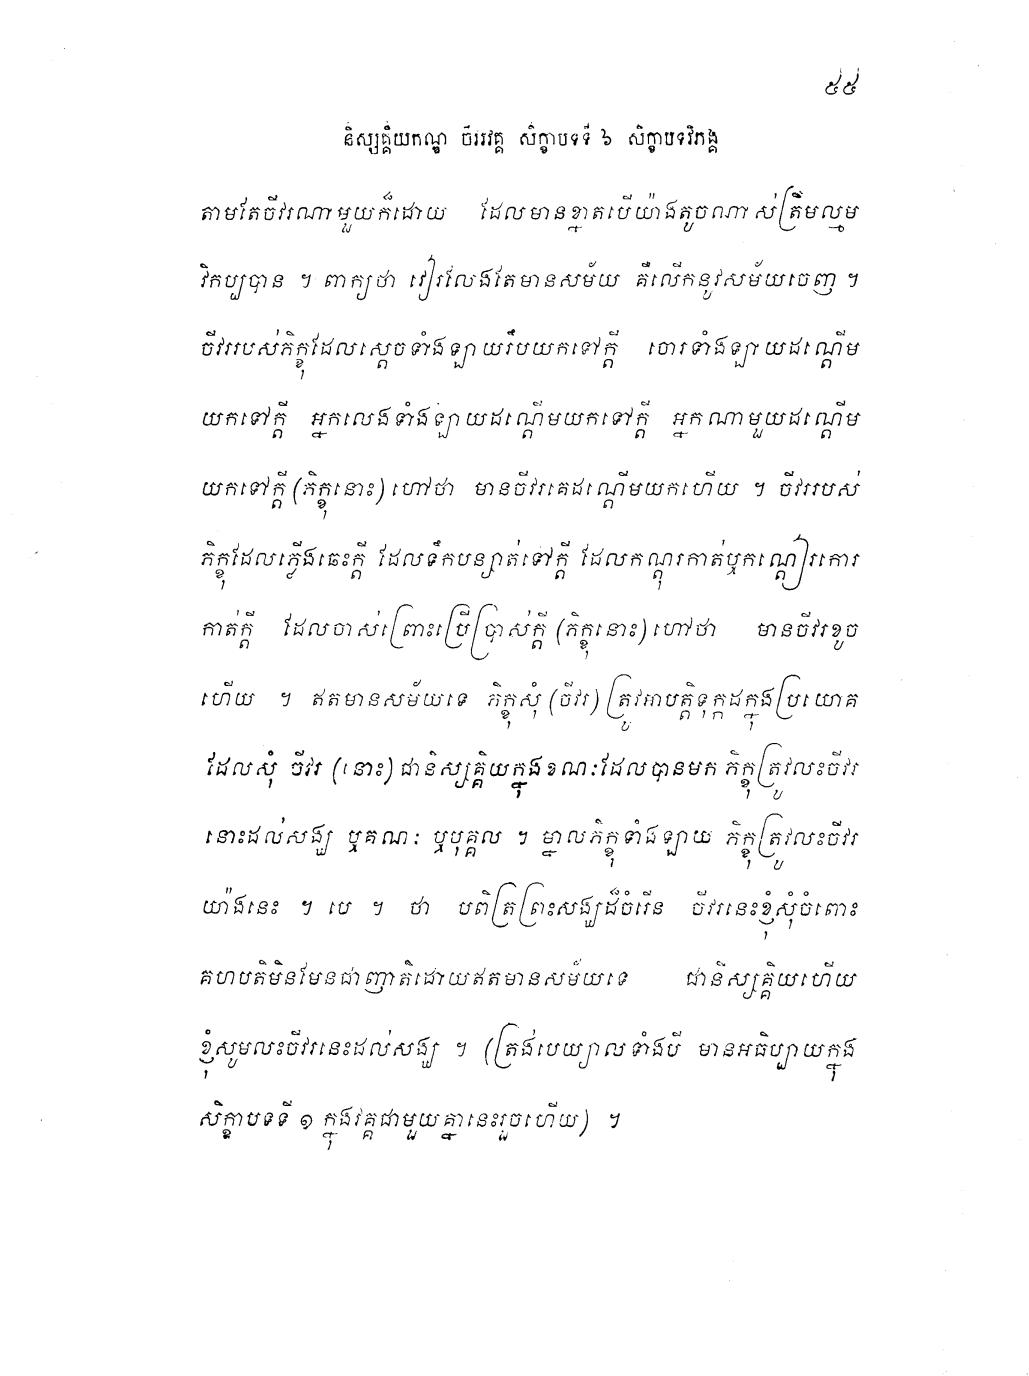 ៥៥
និស្សគ្គិយកណ្ឌ ចីវរវគ្គ សិក្ខាបទទី ៦ សិក្ខាបទវិភង្គ
តាមតែចីវរណាមួយក៏ដោយ ដែលមានខ្នាតបើយ៉ាងតូចណាស់ត្រឹមល្មម
វិកប្បបាន ។ ពាក្យថា វៀរលែងតែមានសម័យ គឺលើកនូវសម័យចេញ ។
ចីវររបស់ភិក្ខុដែលស្តេចទាំងឡាយរឹបយកទៅក្តី ចោរទាំងឡាយដណ្តើម
យកទៅក្តី អ្នកលេងទាំងឡាយដណ្តើមយកទៅក្តី អ្នកណាមួយដណ្តើម
យកទៅក្តី (ភិក្ខុនោះ) ហៅថា មានចីវរគេដណ្តើមយកហើយ ។ ចីវររបស់
ភិក្ខុដែលភ្លើងឆេះក្តី ដែលទឹកបន្សាត់ទៅក្តី ដែលកណ្តុរកាត់ឬកណ្តៀរកោរ
កាត់ក្តី ដែលចាស់ព្រោះប្រើប្រាស់ក្តី (ភិក្ខុនោះ) ហៅថា មានចីវរខូច
ហើយ ។ ឥតមានសម័យទេ ភិក្ខុសុំ (ចីវរ) ត្រូវអាបត្តិទុក្កដក្នុងប្រយោគ
ដែលសុំ ចីវរ (នោះ) ជានិស្សគ្គិយក្នុងខណៈដែលបានមក ភិក្ខុត្រូវលះចីវរ
នោះដល់សង្ឃ ឬគណៈ ឬបុគ្គល ។ ម្នាលភិក្ខុទាំងឡាយ ភិក្ខុត្រូវលះចីវរ
យ៉ាងនេះ ។ បេ ។ ថា បពិត្រព្រះសង្ឃដ៏ចំរើន ចីវរនេះខ្ញុំសុំចំពោះ
គហបតិមិនមែនជាញាតិដោយឥតមានសម័យទេ ជានិស្សគ្គិយហើយ
ខ្ញុំសូមលះចីវរនេះដល់សង្ឃ ។ (ត្រង់បេយ្យាលទាំងបី មានអធិប្បាយក្នុង
សិក្ខាបទទី ១ ក្នុងវគ្គជាមួយគ្នានេះរួចហើយ) ។